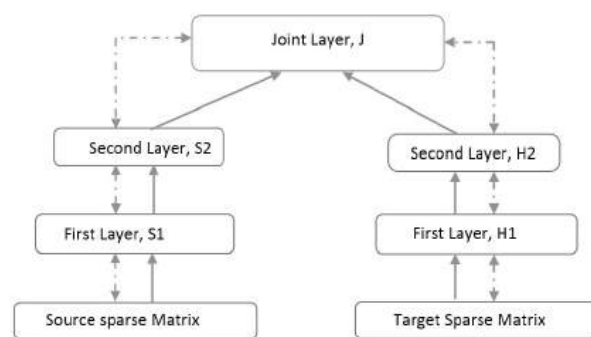 Joint Layer, J
Second Layer, S2
Second Layer, H2
First Layer, S1
First Layer, H1
Source sparse Matrix
Target Sparse Matrix